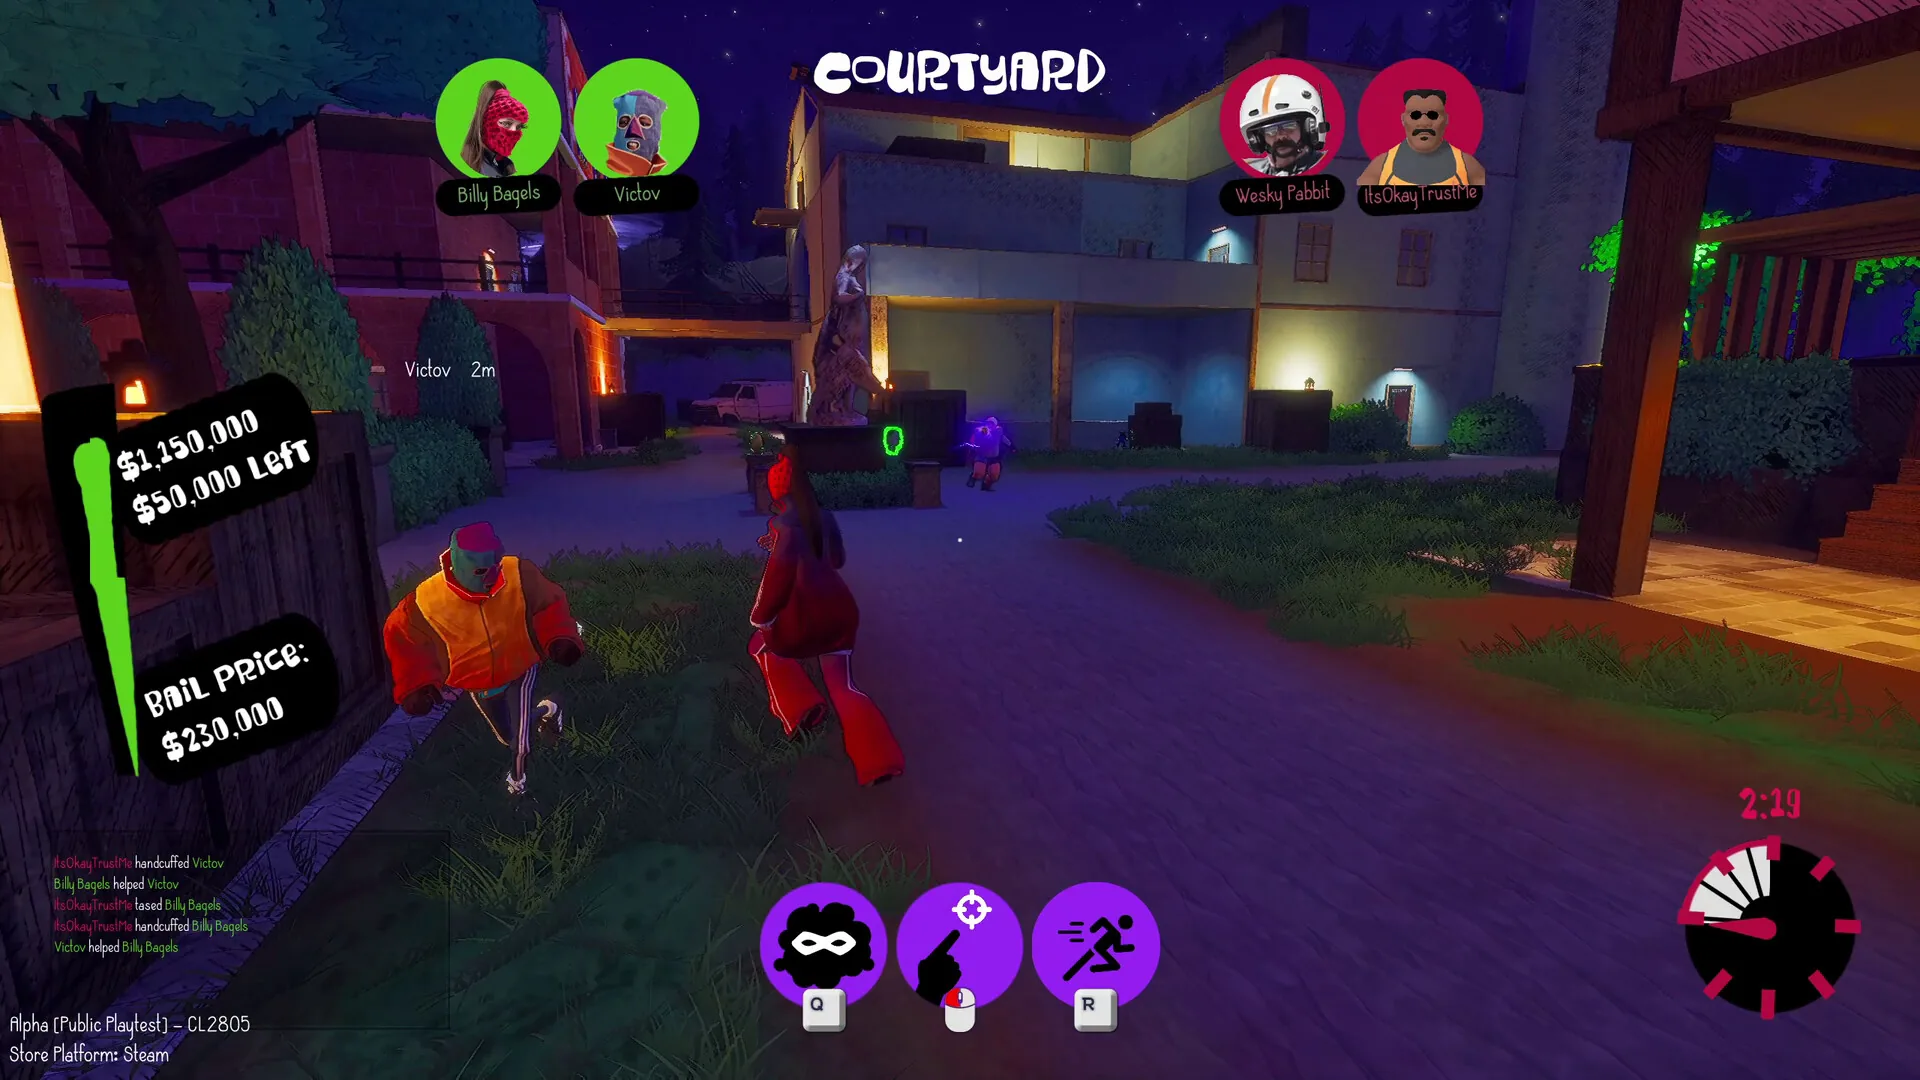 COURTYARD
Billy Bagels
Victov
Wesky Pabbit
ItsOkayTrustMe
Victov 2m
$1,150,000
$50,000 Left
Bail Price:
$230,000
2:19
ItsOkayTrustMe handcuffed Victov
Billy Bagels helped Victov
ItsOkayTrustMe tased Billy Bagels
ItsOkayTrustMe handcuffed Billy Bagels
Victov helped Billy Bagels
Q
R
Alpha [Public Playtest] – CL2805
Store Platform: Steam